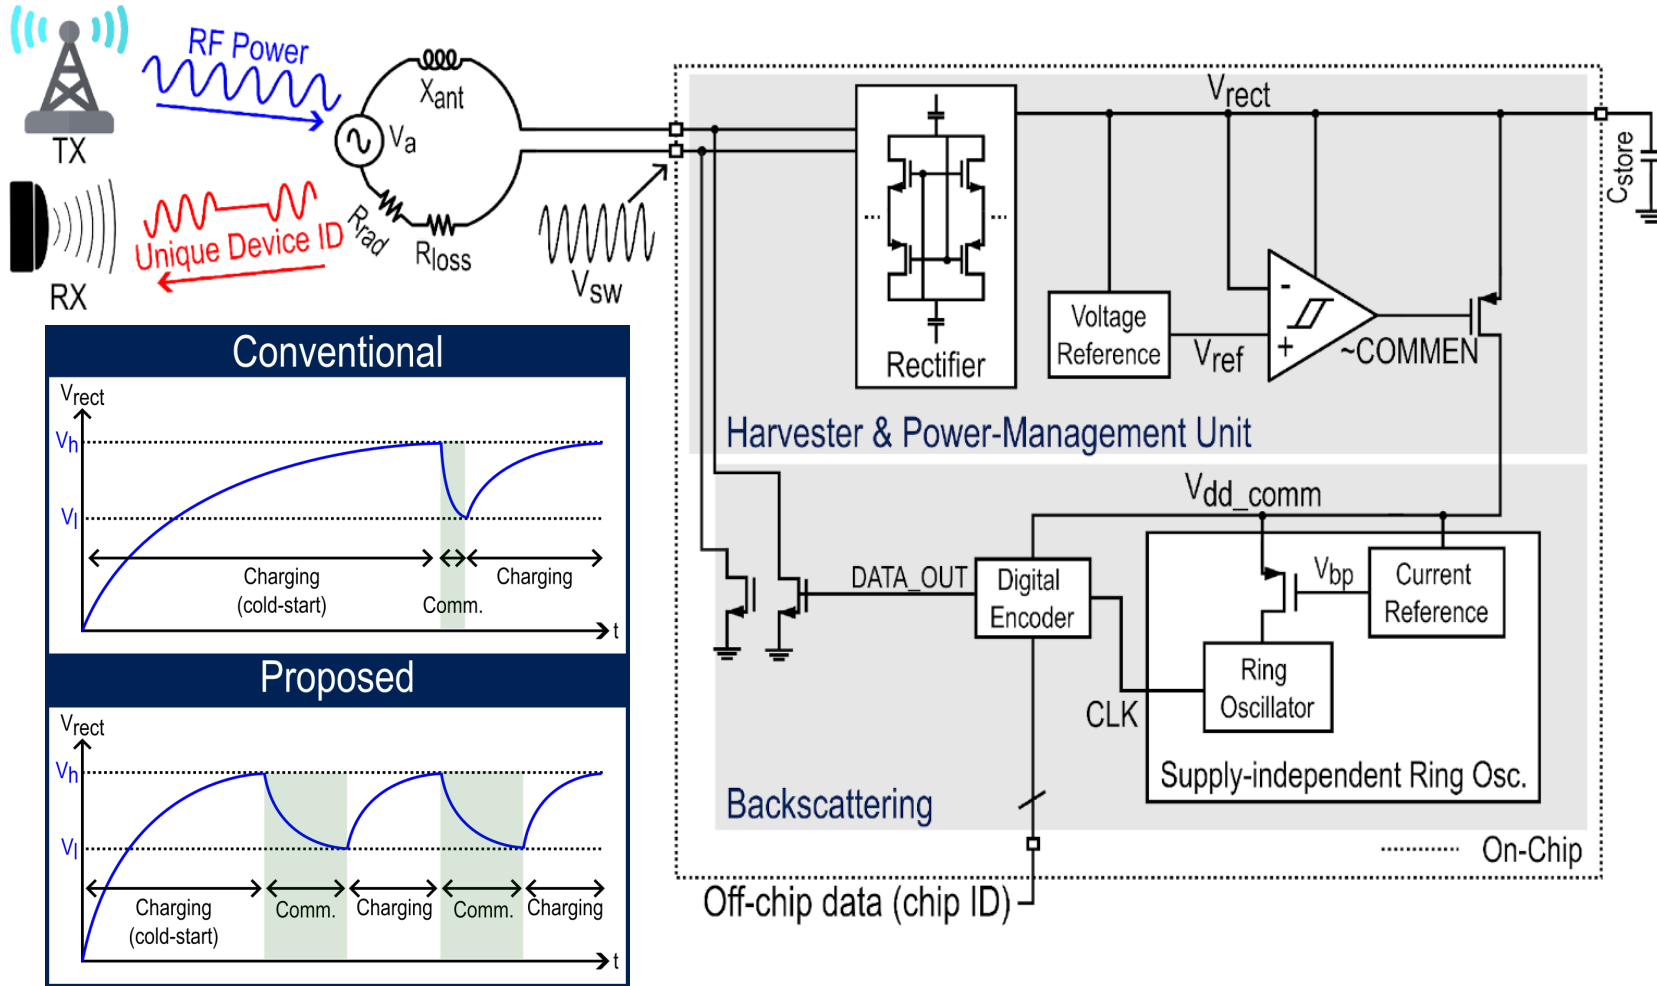 RF Power
TX
Xant
Va
Rrad
Rloss
Unique Device ID
RX
Vsw
Vrect
Cstore
Rectifier
Voltage
Reference
Vref
-
+
~COMMEN
Harvester & Power-Management Unit
Vdd_comm
DATA_OUT
Digital
Encoder
Vbp
Current
Reference
Ring
Oscillator
CLK
Supply-independent Ring Osc.
Backscattering
On-Chip
Off-chip data (chip ID)
Conventional
Vrect
Vh
Vl
Charging
(cold-start)
Comm.
Charging
t
Proposed
Vrect
Vh
Vl
Charging
(cold-start)
Comm.
Charging
Comm.
Charging
t